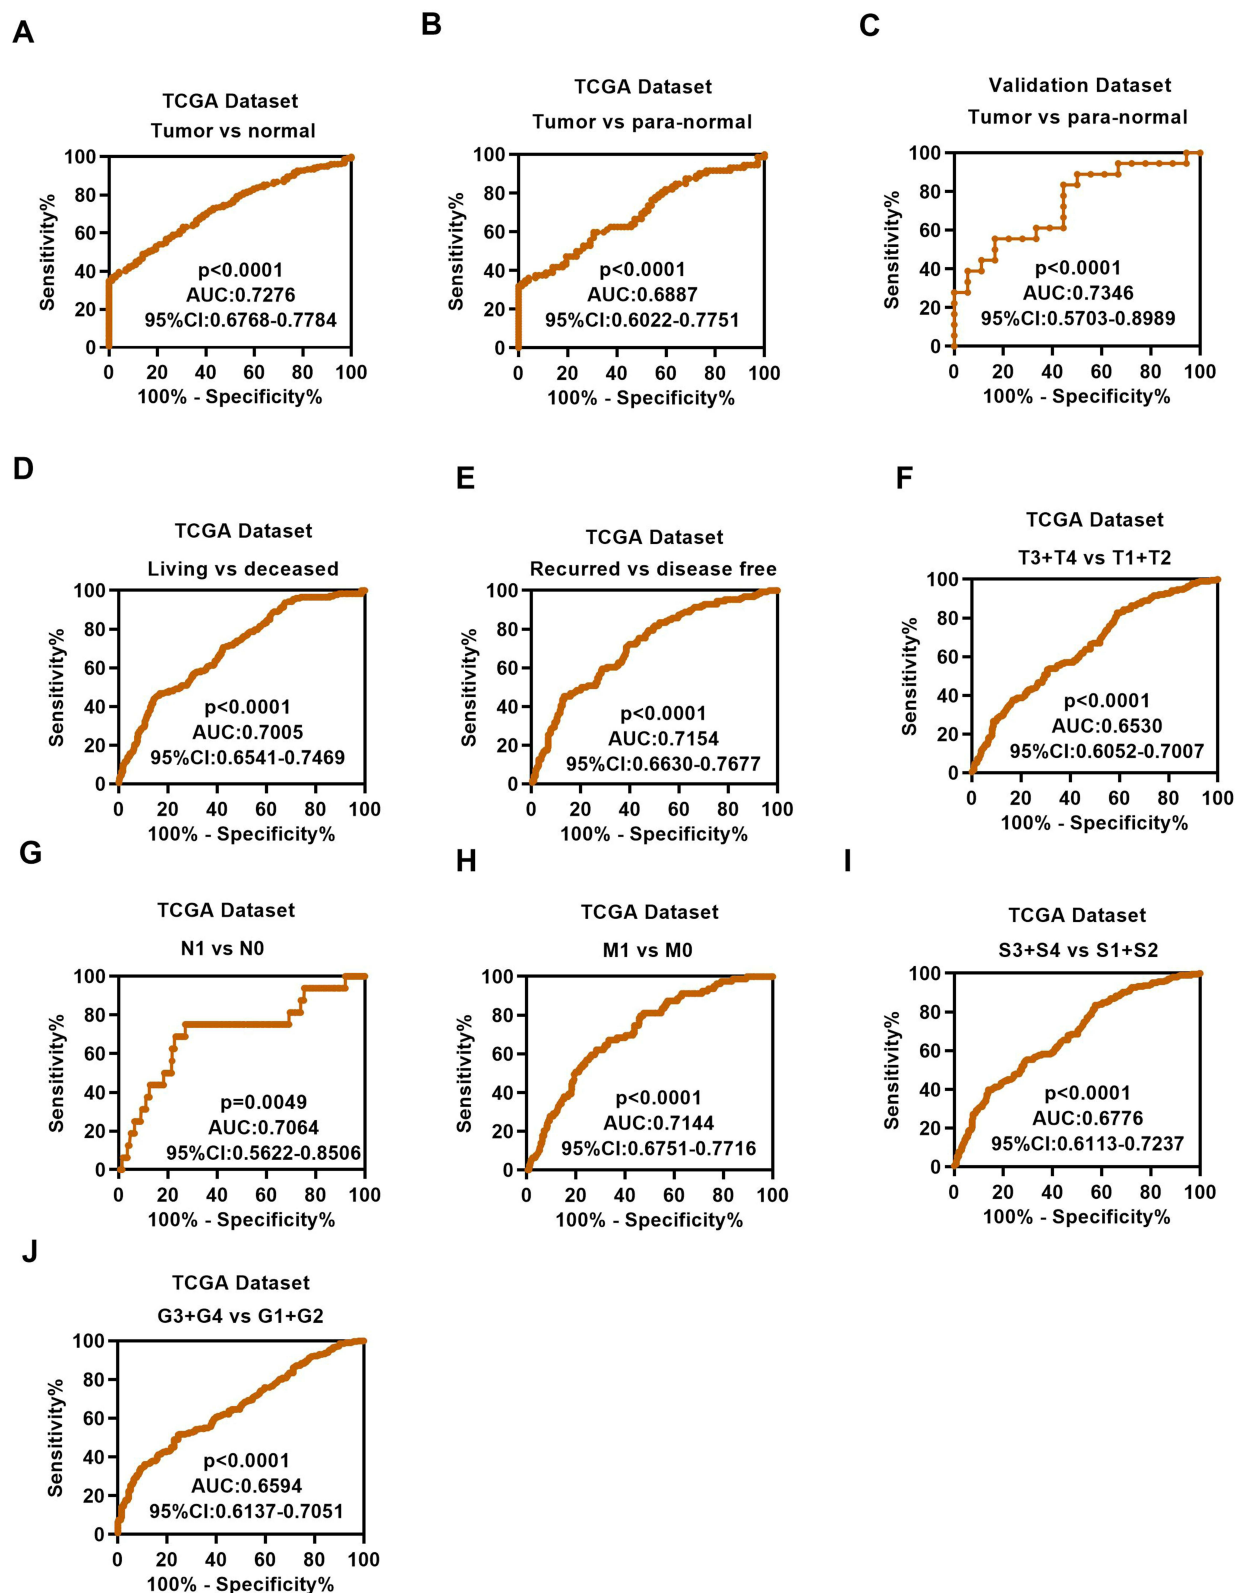 A
TCGA Dataset
Tumor vs normal
100
80
60
40
20
0
Sensitivity%
p<0.0001
AUC:0.7276
95%CI:0.6768-0.7784
0 20 40 60 80 100
100% - Specificity%
B
TCGA Dataset
Tumor vs para-normal
100
80
60
40
20
0
Sensitivity%
p<0.0001
AUC:0.6887
95%CI:0.6022-0.7751
0 20 40 60 80 100
100% - Specificity%
C
Validation Dataset
Tumor vs para-normal
100
80
60
40
20
0
Sensitivity%
p<0.0001
AUC:0.7346
95%CI:0.5703-0.8989
0 20 40 60 80 100
100% - Specificity%
D
TCGA Dataset
Living vs deceased
100
80
60
40
20
0
Sensitivity%
p<0.0001
AUC:0.7005
95%CI:0.6541-0.7469
0 20 40 60 80 100
100% - Specificity%
E
TCGA Dataset
Recurred vs disease free
100
80
60
40
20
0
Sensitivity%
p<0.0001
AUC:0.7154
95%CI:0.6630-0.7677
0 20 40 60 80 100
100% - Specificity%
F
TCGA Dataset
T3+T4 vs T1+T2
100
80
60
40
20
0
Sensitivity%
p<0.0001
AUC:0.6530
95%CI:0.6052-0.7007
0 20 40 60 80 100
100% - Specificity%
G
TCGA Dataset
N1 vs N0
100
80
60
40
20
0
Sensitivity%
p=0.0049
AUC:0.7064
95%CI:0.5622-0.8506
0 20 40 60 80 100
100% - Specificity%
H
TCGA Dataset
M1 vs M0
100
80
60
40
20
0
Sensitivity%
p<0.0001
AUC:0.7144
95%CI:0.6751-0.7716
0 20 40 60 80 100
100% - Specificity%
I
TCGA Dataset
S3+S4 vs S1+S2
100
80
60
40
20
0
Sensitivity%
p<0.0001
AUC:0.6776
95%CI:0.6113-0.7237
0 20 40 60 80 100
100% - Specificity%
J
TCGA Dataset
G3+G4 vs G1+G2
100
80
60
40
20
0
Sensitivity%
p<0.0001
AUC:0.6594
95%CI:0.6137-0.7051
0 20 40 60 80 100
100% - Specificity%